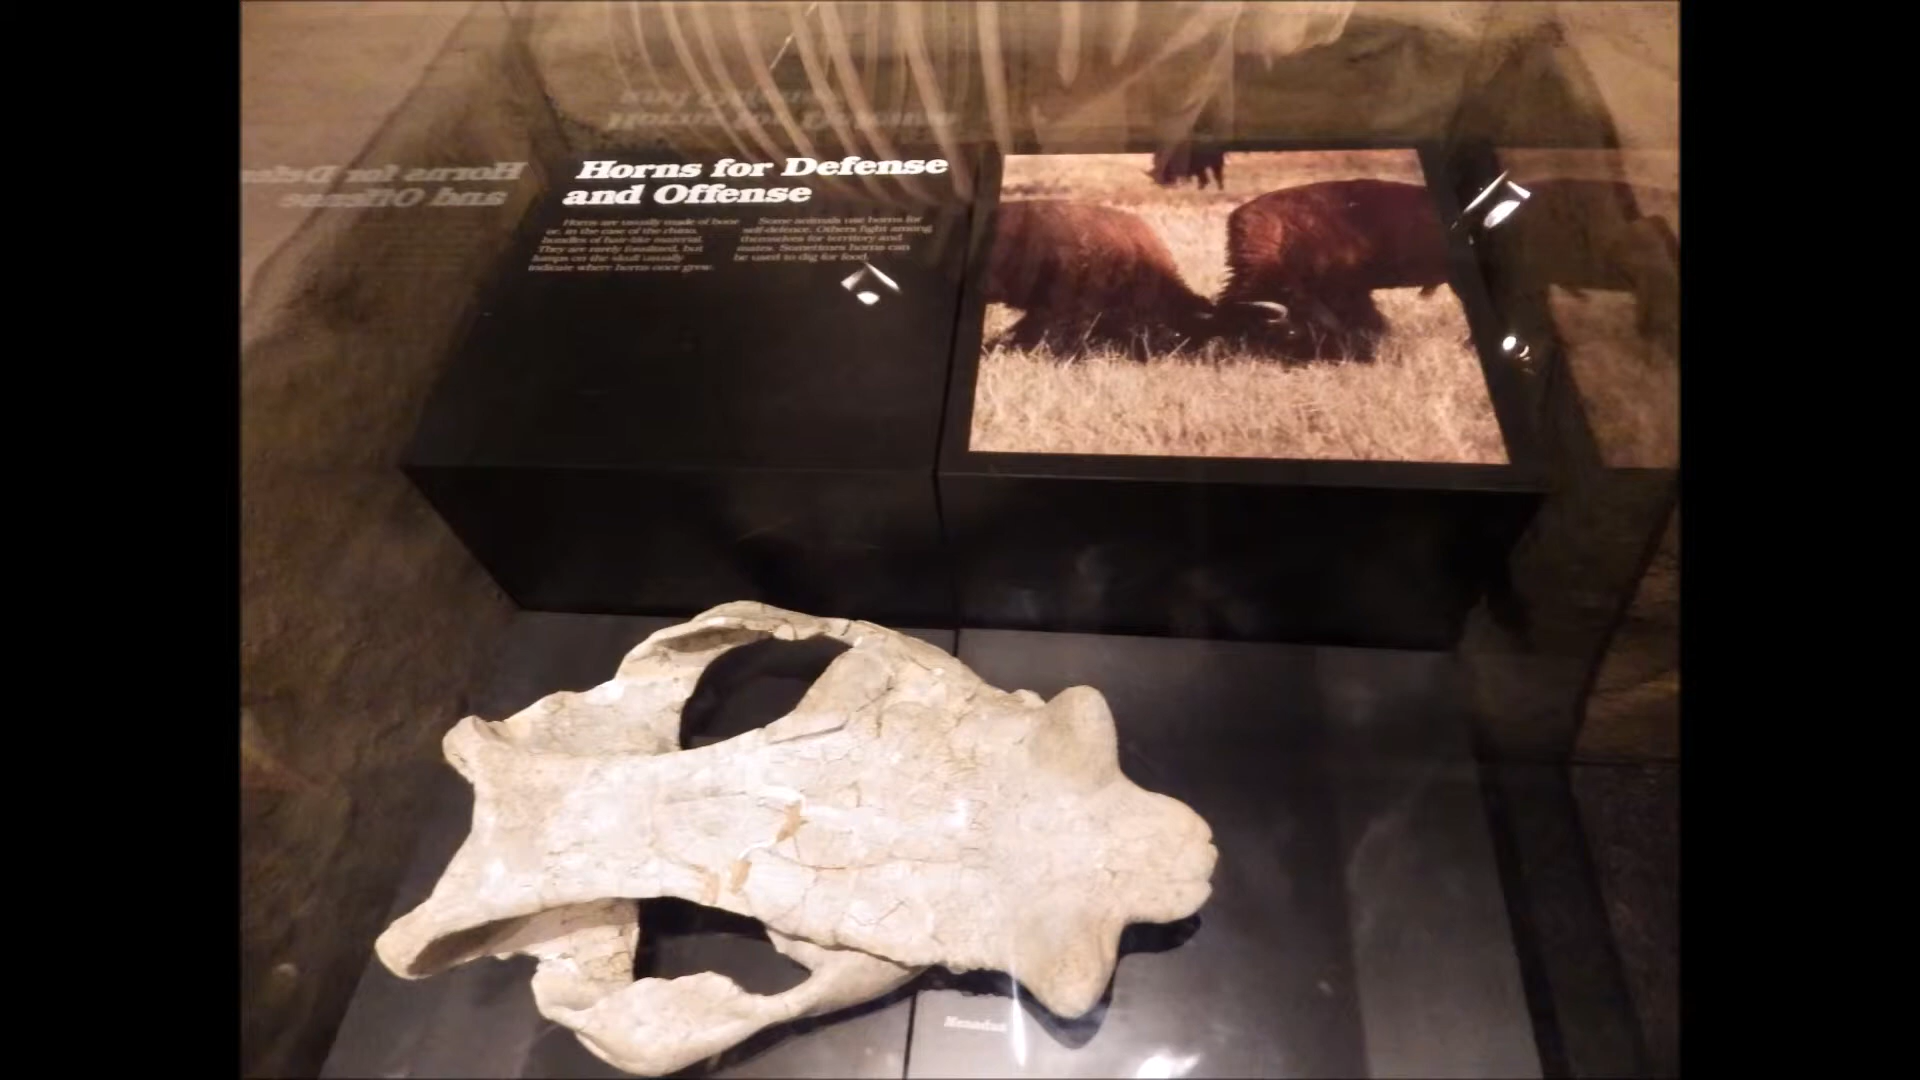 Horns for Defense
and Offense
Horns are usually made of bone
or, in the case of the rhino,
bundles of hair-like material.
They are rarely fossilized, but
lumps on the skull usually
indicate where horns once grew.
Some animals use horns for
self-defence. Others fight among
themselves for territory and
mates. Sometimes horns can
be used to dig for food.